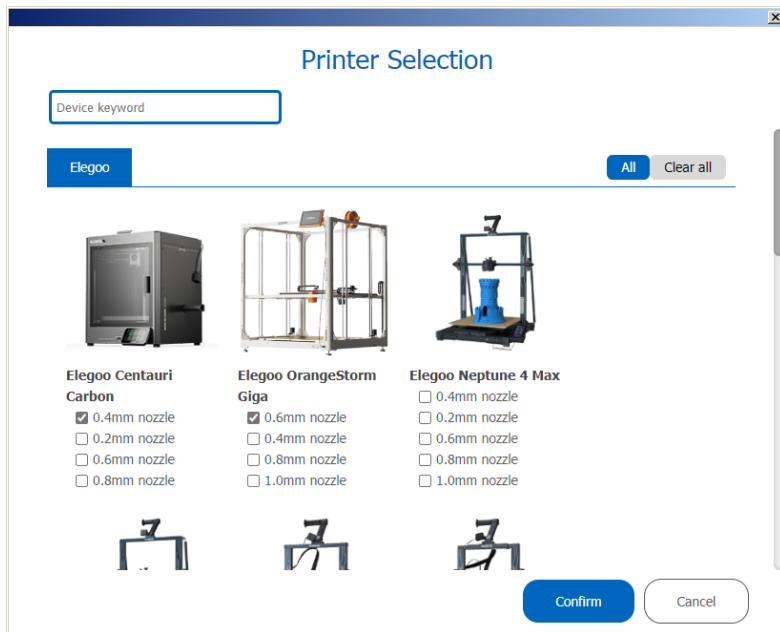 Printer Selection
Device keyword
Elegoo
All
Clear all
Elegoo Centauri
Carbon
0.4mm nozzle
0.2mm nozzle
0.6mm nozzle
0.8mm nozzle
Elegoo OrangeStorm
Giga
0.6mm nozzle
0.4mm nozzle
0.8mm nozzle
1.0mm nozzle
Elegoo Neptune 4 Max
0.4mm nozzle
0.2mm nozzle
0.6mm nozzle
0.8mm nozzle
1.0mm nozzle
Confirm
Cancel